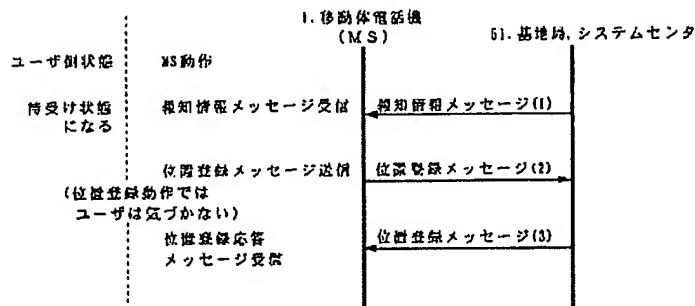 1.移動体電話機
(MS)
51.基地局,システムセンタ
ユーザ側状態
MS動作
待受け状態
になる
報知情報メッセージ受信
報知情報メッセージ(1)
位置登録メッセージ送信
位置登録メッセージ(2)
(位置登録動作では
ユーザは気づかない)
位置登録応答
メッセージ受信
位置登録メッセージ(3)